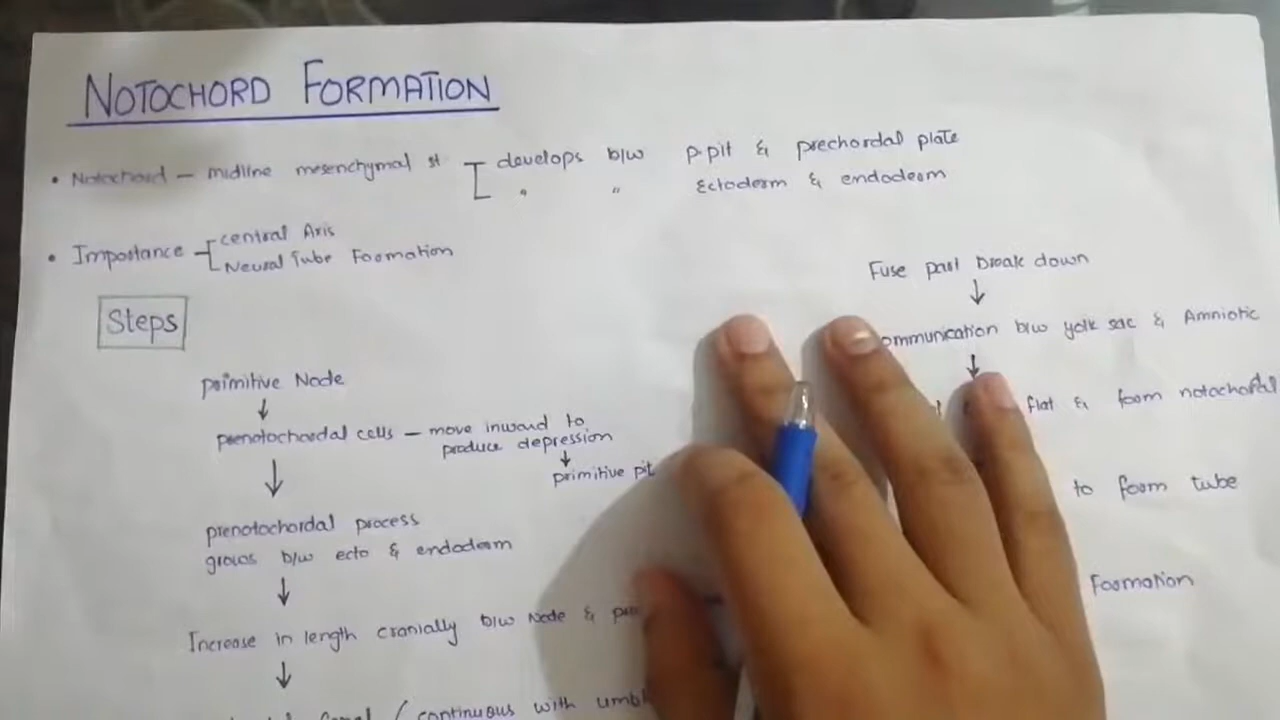 NOTOCHORD FORMATION
• Notochord — midline mesenchymal st [ develops b/w p.pit & prechordal plate
" " Ectoderm & endoderm
• Importance [ central Axis
Neural Tube Formation
Steps
primitive Node
↓
prenotochordal cells — move inward to
produce depression
↓
primitive pit
↓
prenotochordal process
grows b/w ecto & endoderm
↓
Increase in length cranially b/w Node &
↓
continuous with
Fuse part break down
↓
ommunication b/w yolk sac & Amniotic
↓
flat & form notochordal
to form tube
Formation